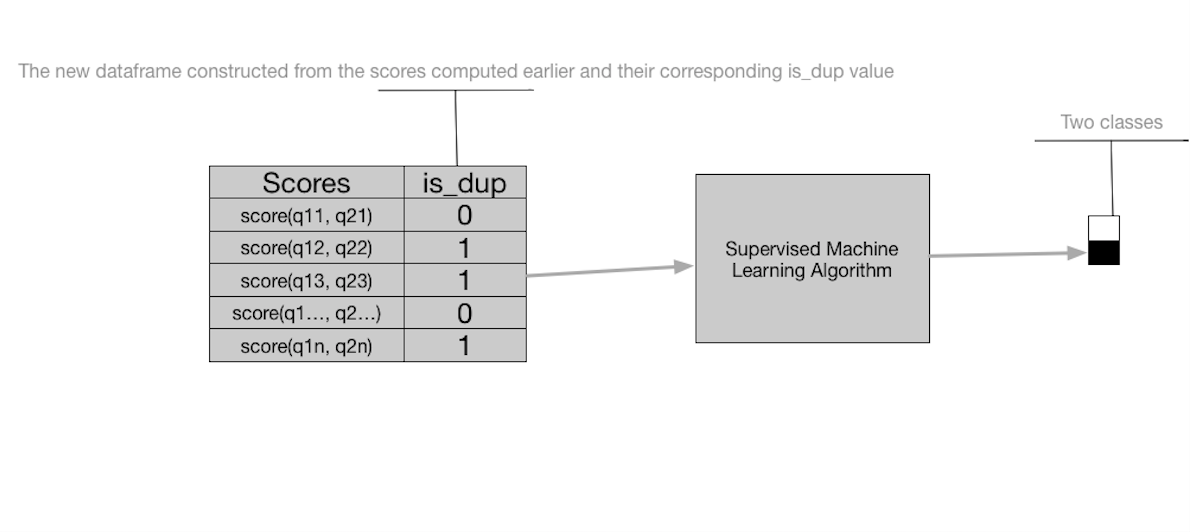 The new dataframe constructed from the scores computed earlier and their corresponding is_dup value
Two classes
Scores is_dup
score(q11, q21) 0
score(q12, q22) 1
score(q13, q23) 1
score(q1..., q2...) 0
score(q1n, q2n) 1
Supervised Machine
Learning Algorithm